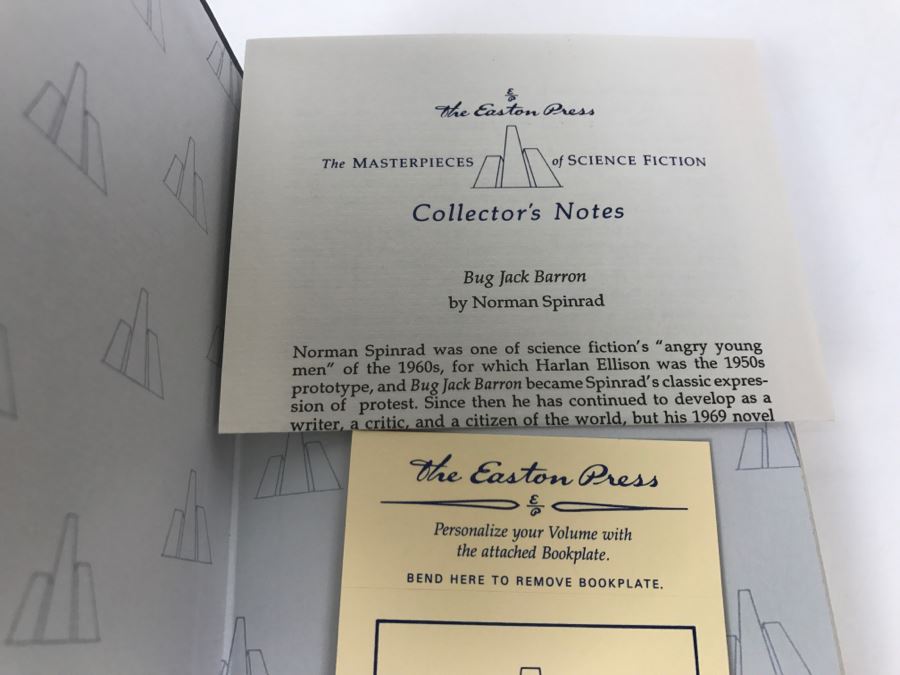 E
P
The Easton Press
The MASTERPIECES of SCIENCE FICTION
Collector's Notes
Bug Jack Barron
by Norman Spinrad
Norman Spinrad was one of science fiction's "angry young
men" of the 1960s, for which Harlan Ellison was the 1950s
prototype, and Bug Jack Barron became Spinrad's classic expres-
sion of protest. Since then he has continued to develop as a
writer, a critic, and a citizen of the world, but his 1969 novel
The Easton Press
E
P
Personalize your Volume with
the attached Bookplate.
BEND HERE TO REMOVE BOOKPLATE.